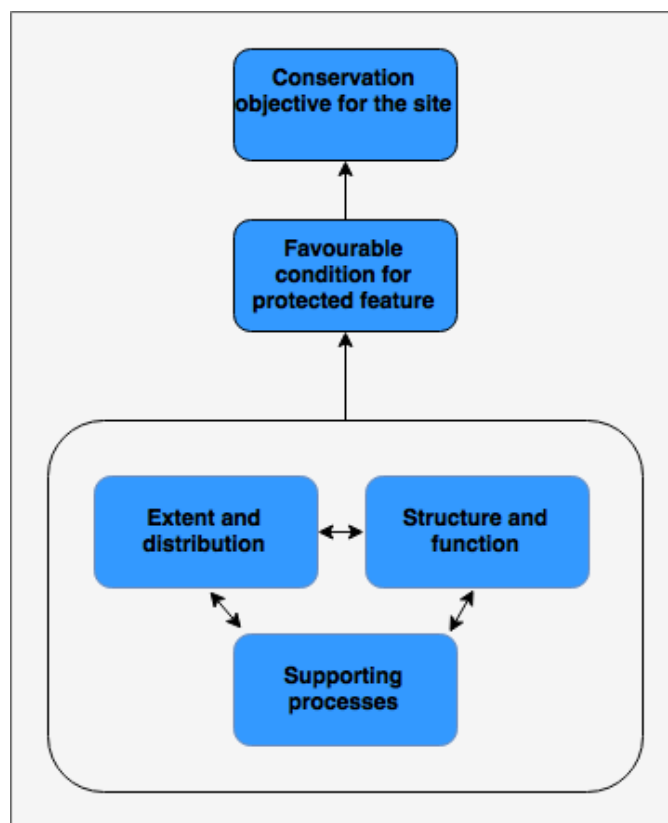 Conservation
objective for the site
Favourable
condition for
protected feature
Extent and
distribution
Structure and
function
Supporting
processes